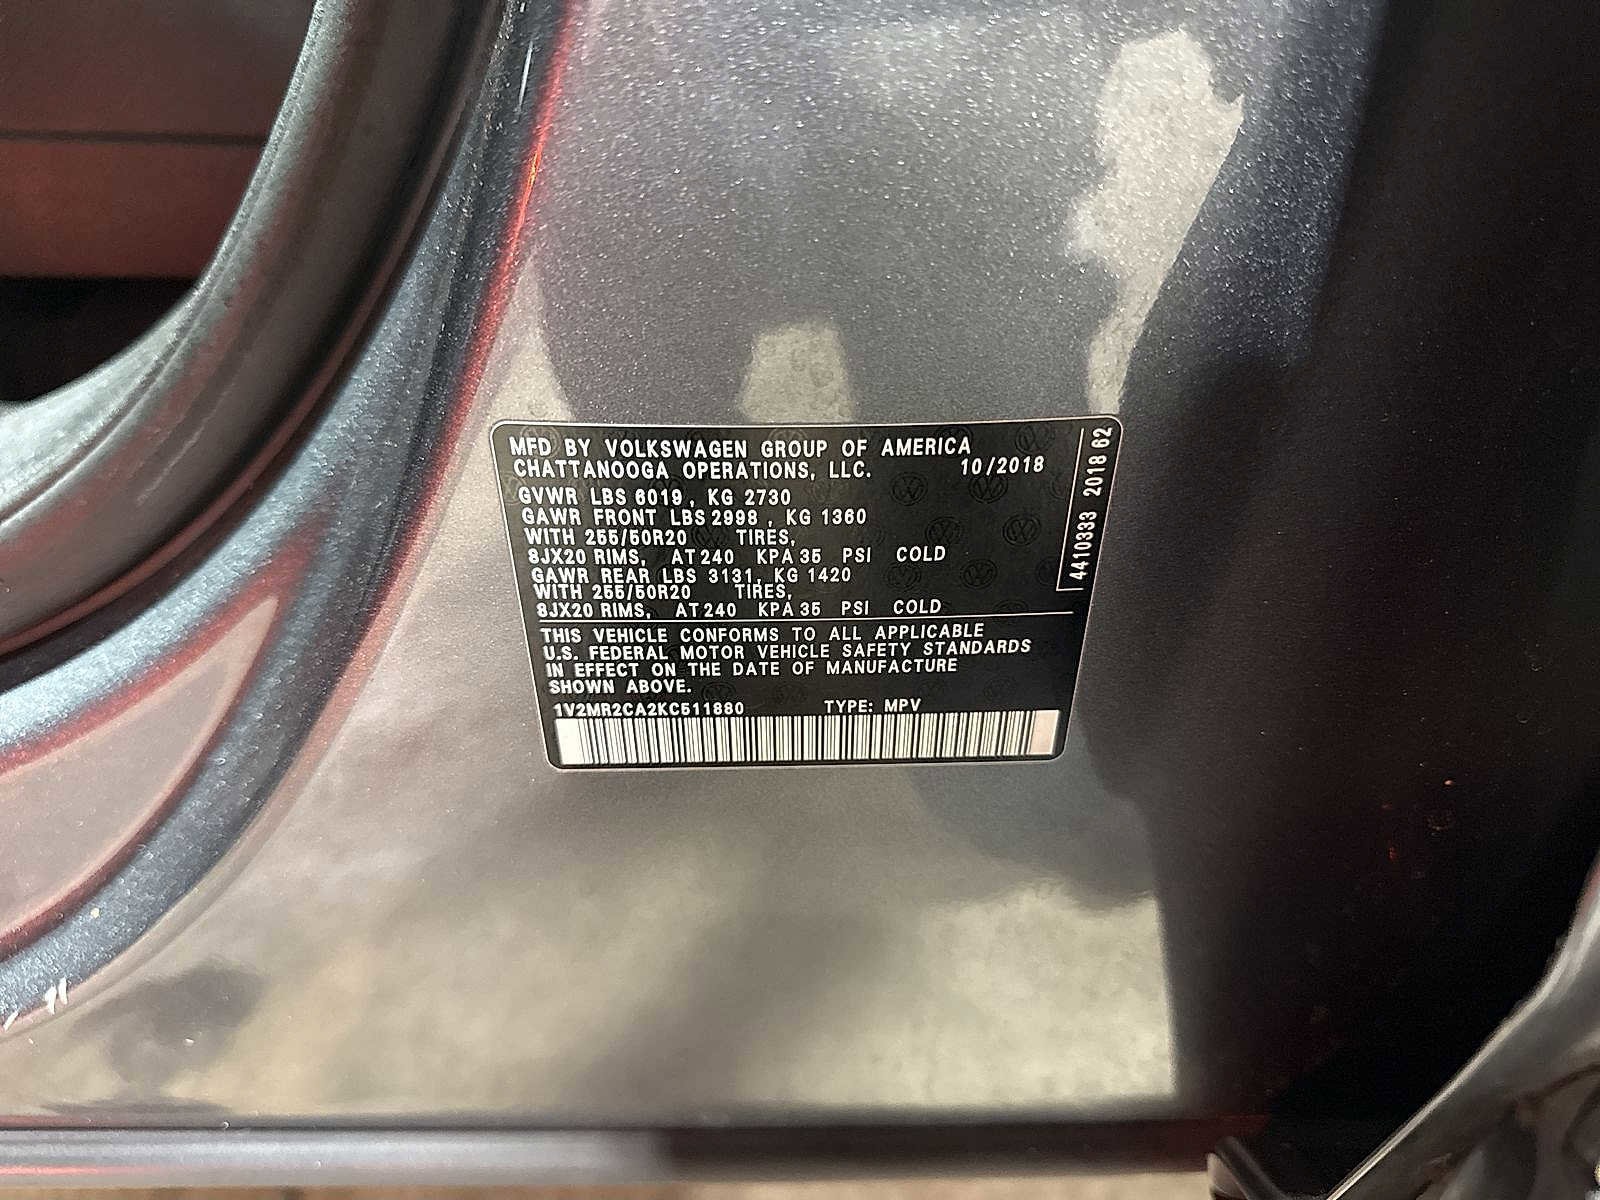 MFD BY VOLKSWAGEN GROUP OF AMERICA
CHATTANOOGA OPERATIONS, LLC. 10/2018
GVWR LBS 6019, KG 2730
GAWR FRONT LBS 2998, KG 1360
WITH 255/50R20 TIRES,
8JX20 RIMS, AT 240 KPA 35 PSI COLD
GAWR REAR LBS 3131, KG 1420
WITH 255/50R20 TIRES,
8JX20 RIMS, AT 240 KPA 35 PSI COLD
THIS VEHICLE CONFORMS TO ALL APPLICABLE
U.S. FEDERAL MOTOR VEHICLE SAFETY STANDARDS
IN EFFECT ON THE DATE OF MANUFACTURE
SHOWN ABOVE.
1V2MR2CA2KC511880 TYPE: MPV
4410333 2018 62